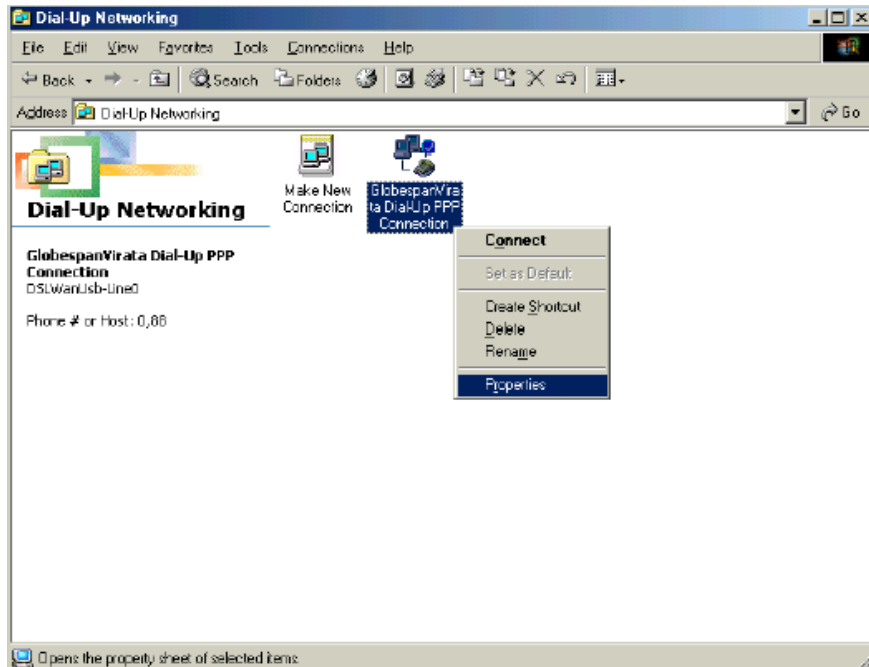 Dial-Up Networking
File Edit View Favorites Tools Connections Help
Back Search Folders
Address Dial-Up Networking Go
Dial-Up Networking
GlobespanVirata Dial-Up PPP
Connection
DSLWanUsb-Line0
Phone # or Host: 0,88
Make New
Connection
GlobespanVira
ta Dial-Up PPP
Connection
Connect
Set as Default
Create Shortcut
Delete
Rename
Properties
Opens the property sheet of selected items.